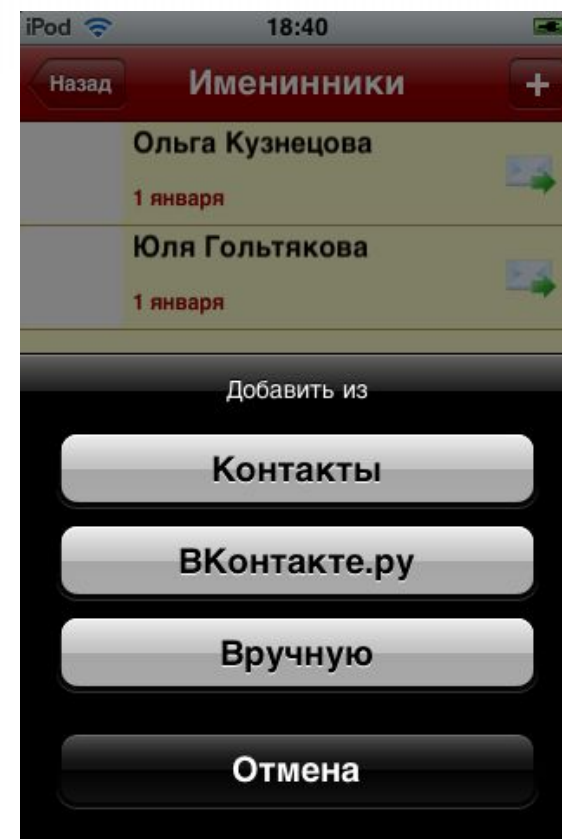 iPod 18:40
Назад Именинники +
Ольга Кузнецова
1 января
Юля Гольтякова
1 января
Добавить из
Контакты
ВКонтакте.ру
Вручную
Отмена